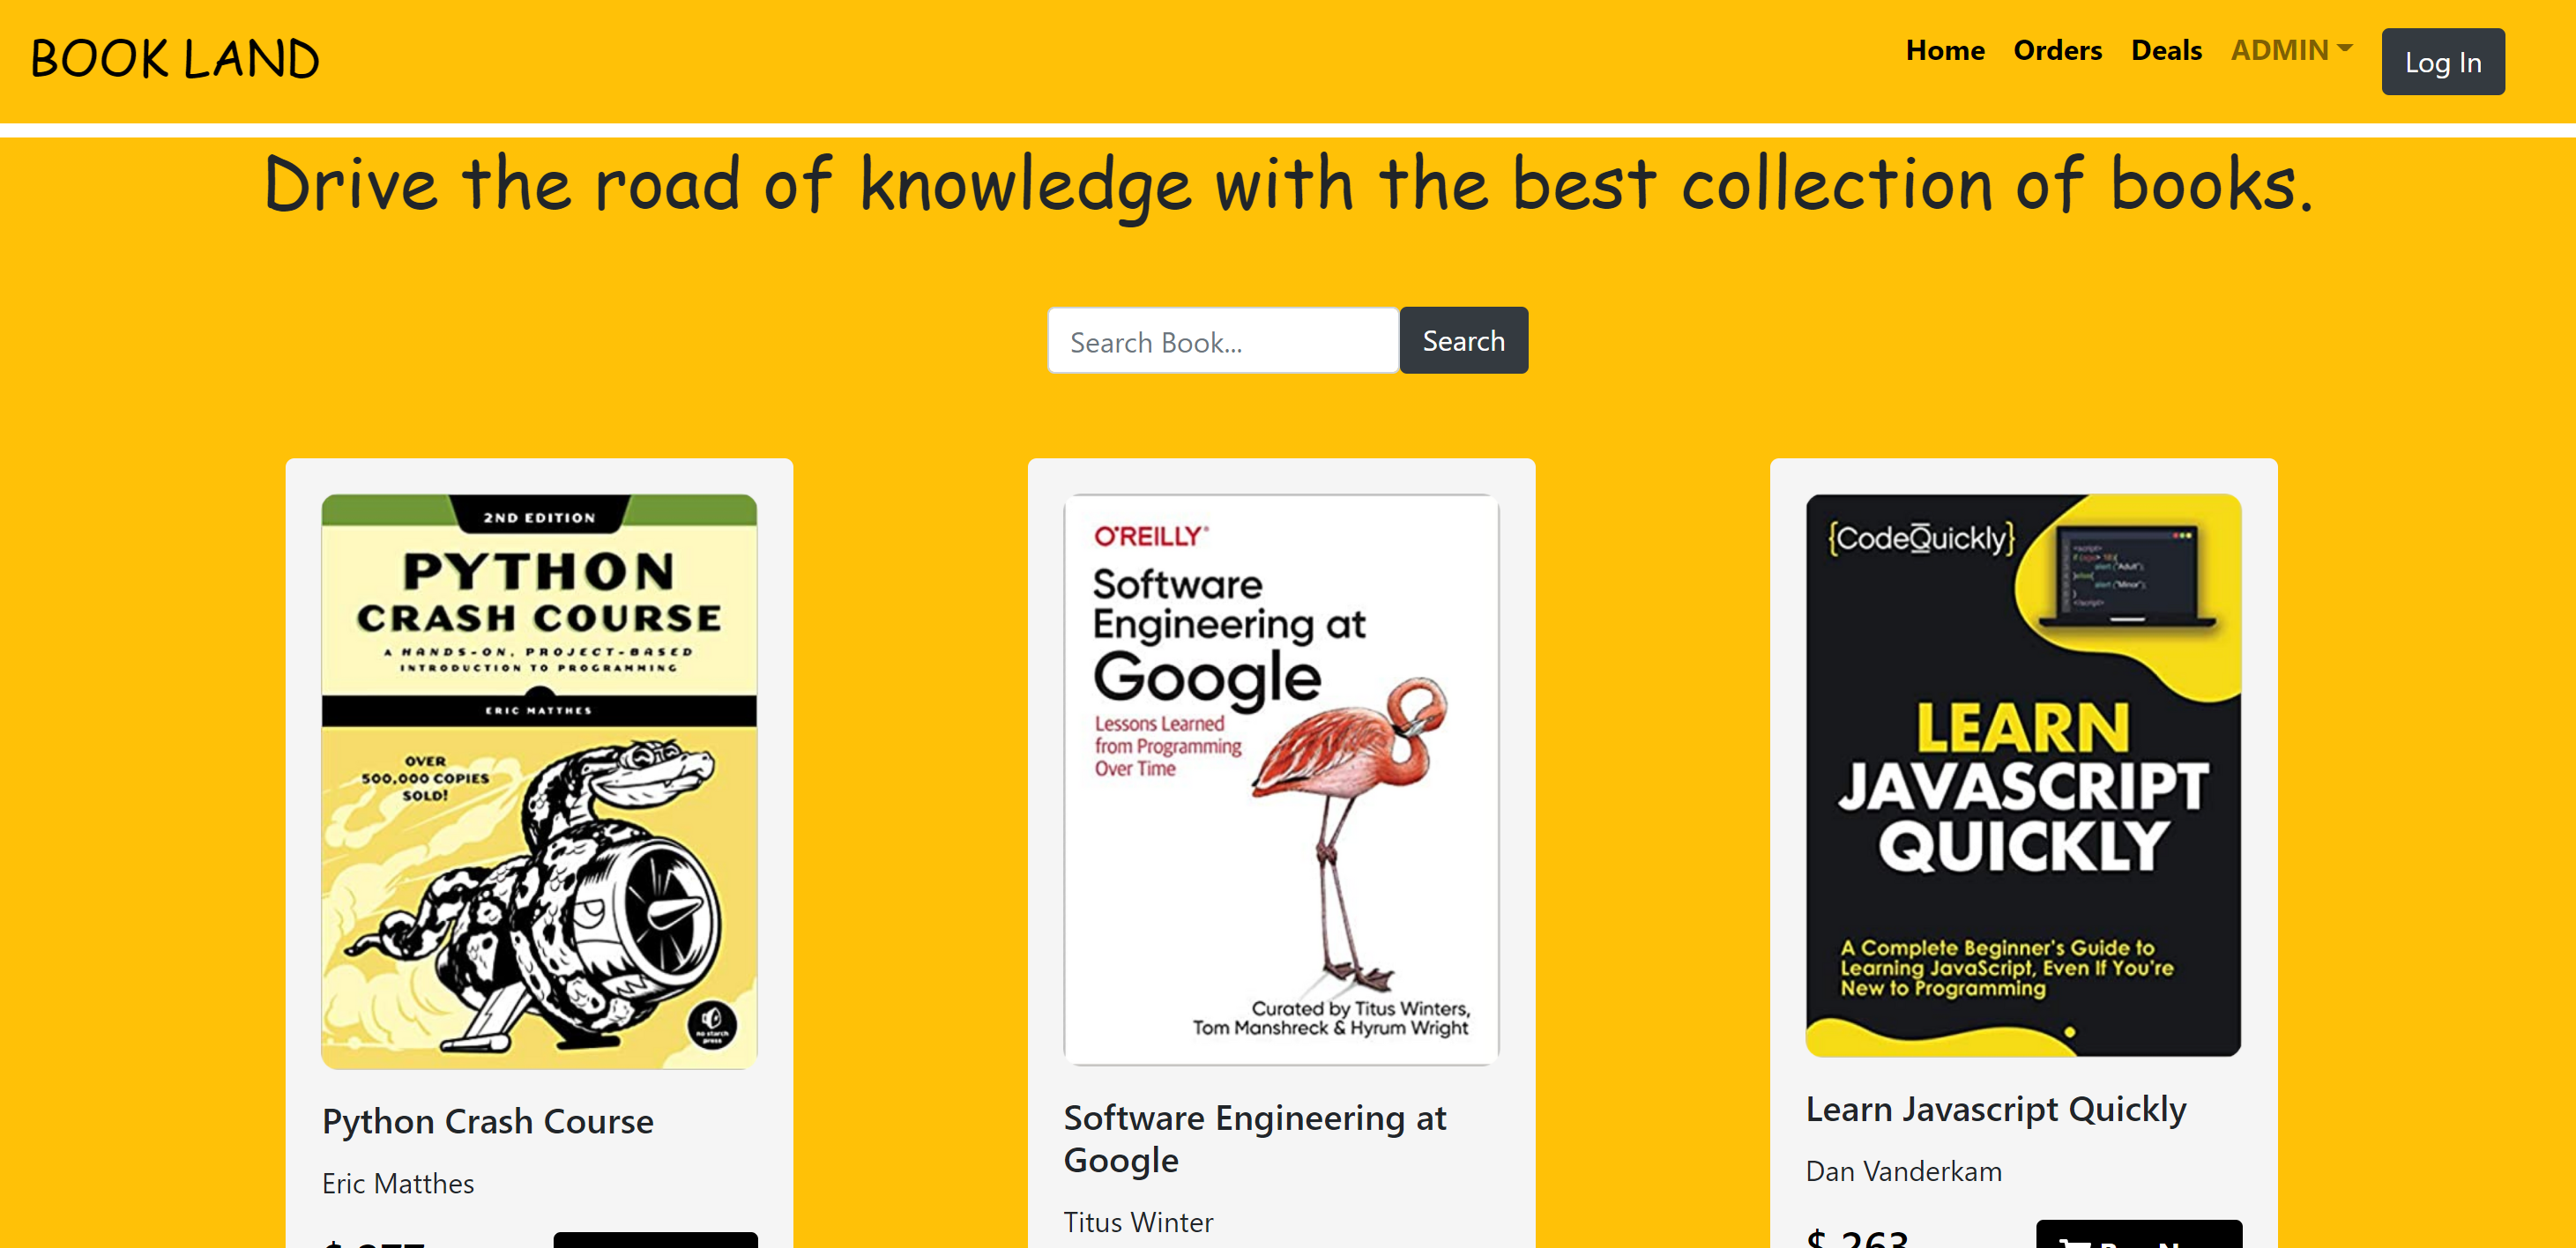 BOOK LAND
Home Orders Deals ADMIN Log In
Drive the road of knowledge with the best collection of books.
Search Book... Search
2ND EDITION
PYTHON
CRASH COURSE
A HANDS-ON, PROJECT-BASED
INTRODUCTION TO PROGRAMMING
ERIC MATTHES
OVER
500,000 COPIES
SOLD!
no starch
press
Python Crash Course
Eric Matthes
O'REILLY®
Software
Engineering at
Google
Lessons Learned
from Programming
Over Time
Curated by Titus Winters,
Tom Manshreck & Hyrum Wright
Software Engineering at
Google
Titus Winter
{CodeQuickly}
LEARN
JAVASCRIPT
QUICKLY
A Complete Beginner's Guide to
Learning JavaScript, Even If You're
New to Programming
Learn Javascript Quickly
Dan Vanderkam
$ 263